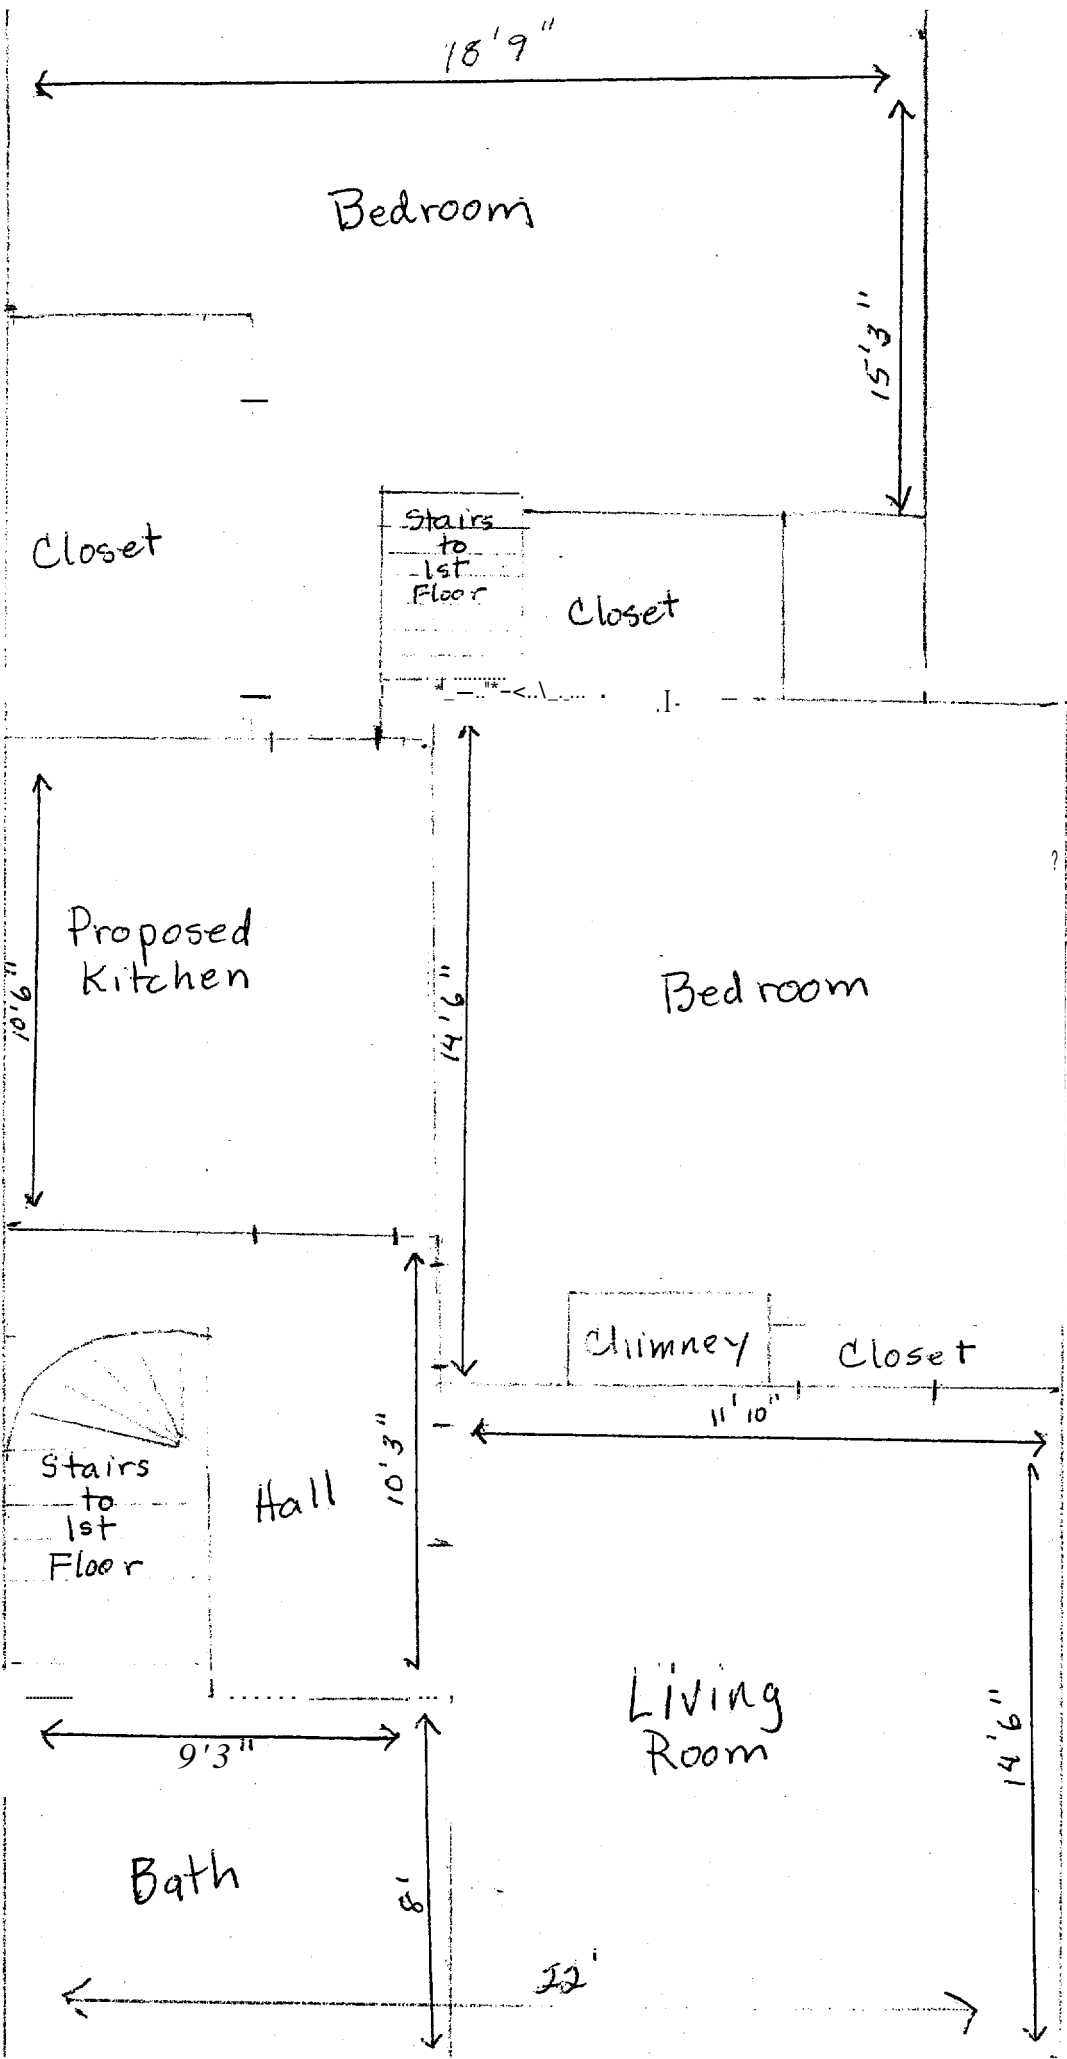 18'9"
Bedroom
15'3"
Closet
Stairs
to
1st
Floor
Closet
Proposed
Kitchen
10'6"
14'6"
Bedroom
?
Chimney
Closet
11'10"
Stairs
to
1st
Floor
Hall
10'3"
Living
Room
14'6"
9'3"
Bath
8'
22'